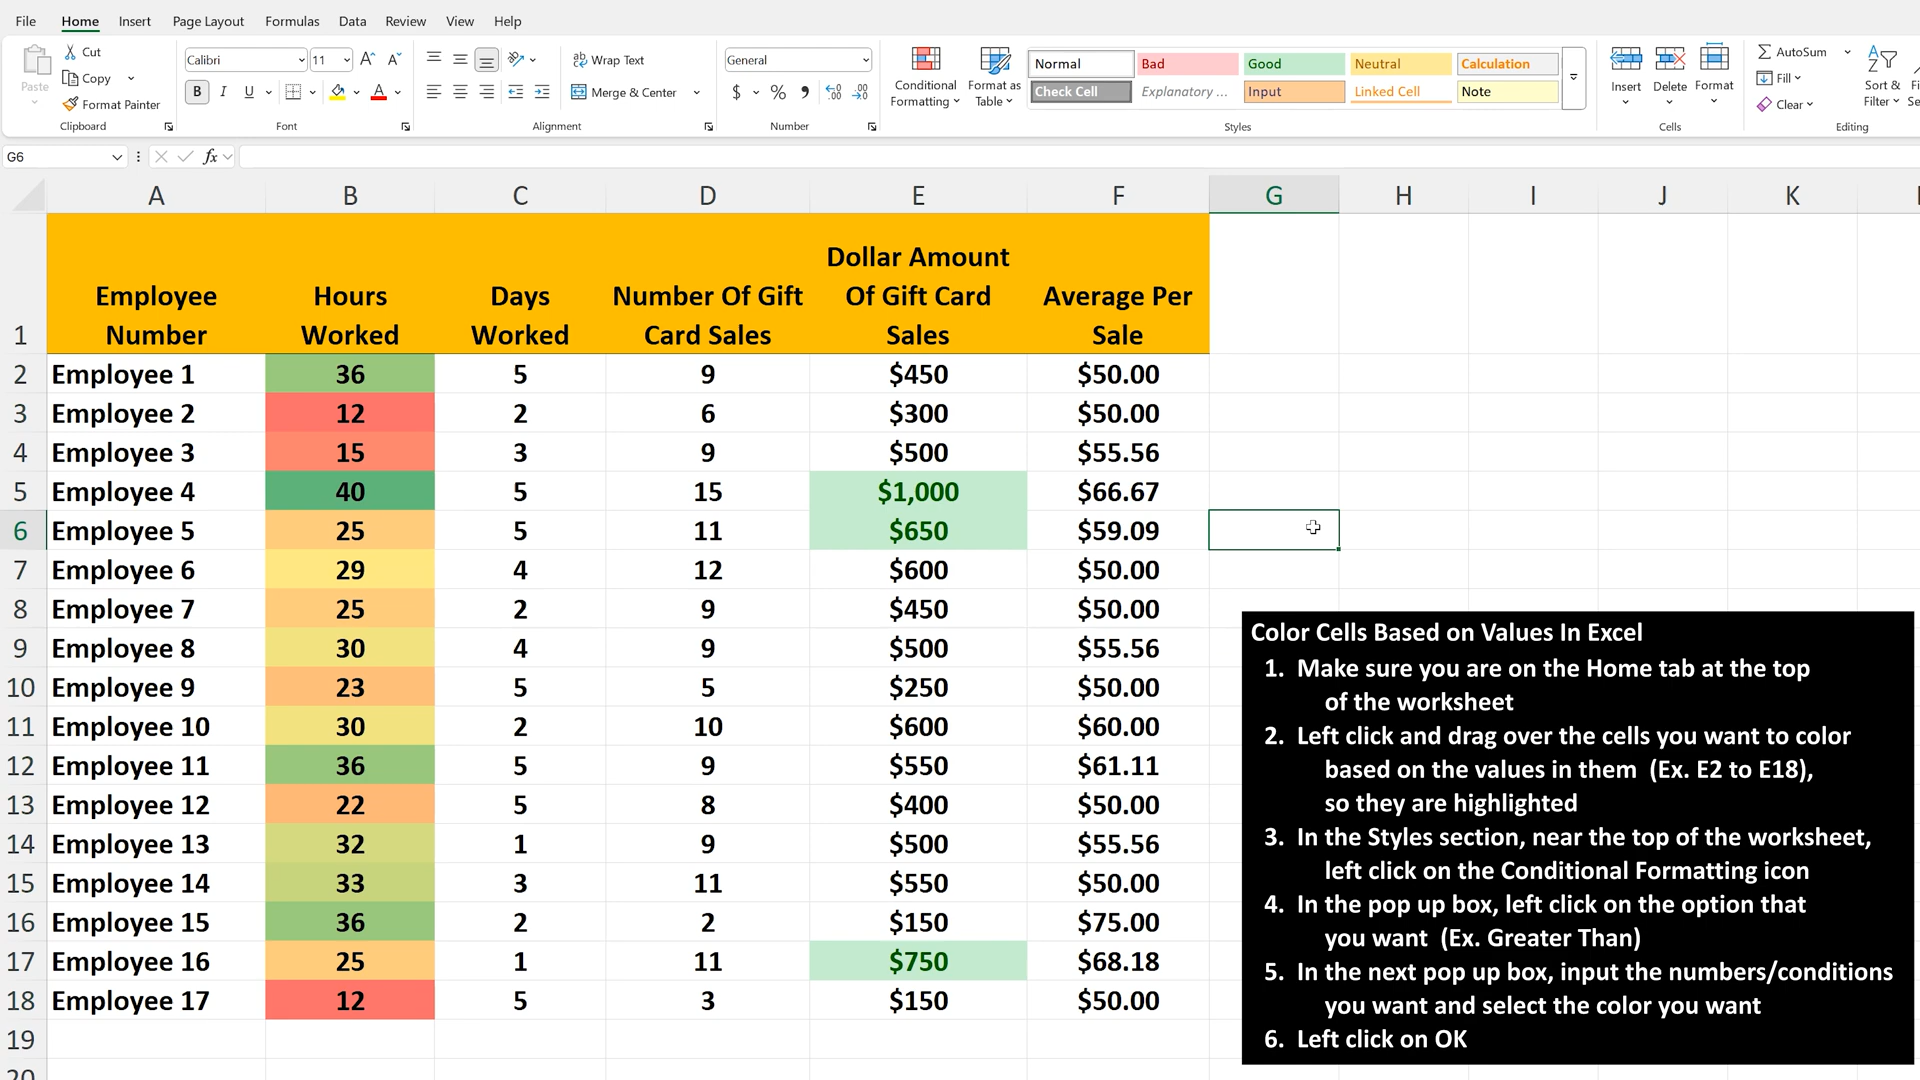 File Home Insert Page Layout Formulas Data Review View Help
Paste
Cut
Copy
Format Painter
Clipboard
Calibri 11 A A
B I U A
Font
ab Wrap Text
Merge & Center
Alignment
General
$ % 9 .00 .00
Number
Conditional Formatting
Format as Table
Normal Bad Good Neutral Calculation
Check Cell Explanatory ... Input Linked Cell Note
Styles
Insert Delete Format
Cells
AutoSum
Fill
Clear
Sort &
Filter
Editing
G6 fx
A B C D E F G H I J K
1 Employee Number Hours Worked Days Worked Number Of Gift Card Sales Dollar Amount Of Gift Card Sales Average Per Sale
2 Employee 1 36 5 9 $450 $50.00
3 Employee 2 12 2 6 $300 $50.00
4 Employee 3 15 3 9 $500 $55.56
5 Employee 4 40 5 15 $1,000 $66.67
6 Employee 5 25 5 11 $650 $59.09
7 Employee 6 29 4 12 $600 $50.00
8 Employee 7 25 2 9 $450 $50.00
9 Employee 8 30 4 9 $500 $55.56
10 Employee 9 23 5 5 $250 $50.00
11 Employee 10 30 2 10 $600 $60.00
12 Employee 11 36 5 9 $550 $61.11
13 Employee 12 22 5 8 $400 $50.00
14 Employee 13 32 1 9 $500 $55.56
15 Employee 14 33 3 11 $550 $50.00
16 Employee 15 36 2 2 $150 $75.00
17 Employee 16 25 1 11 $750 $68.18
18 Employee 17 12 5 3 $150 $50.00
19
20
Color Cells Based on Values In Excel
1. Make sure you are on the Home tab at the top
of the worksheet
2. Left click and drag over the cells you want to color
based on the values in them (Ex. E2 to E18),
so they are highlighted
3. In the Styles section, near the top of the worksheet,
left click on the Conditional Formatting icon
4. In the pop up box, left click on the option that
you want (Ex. Greater Than)
5. In the next pop up box, input the numbers/conditions
you want and select the color you want
6. Left click on OK